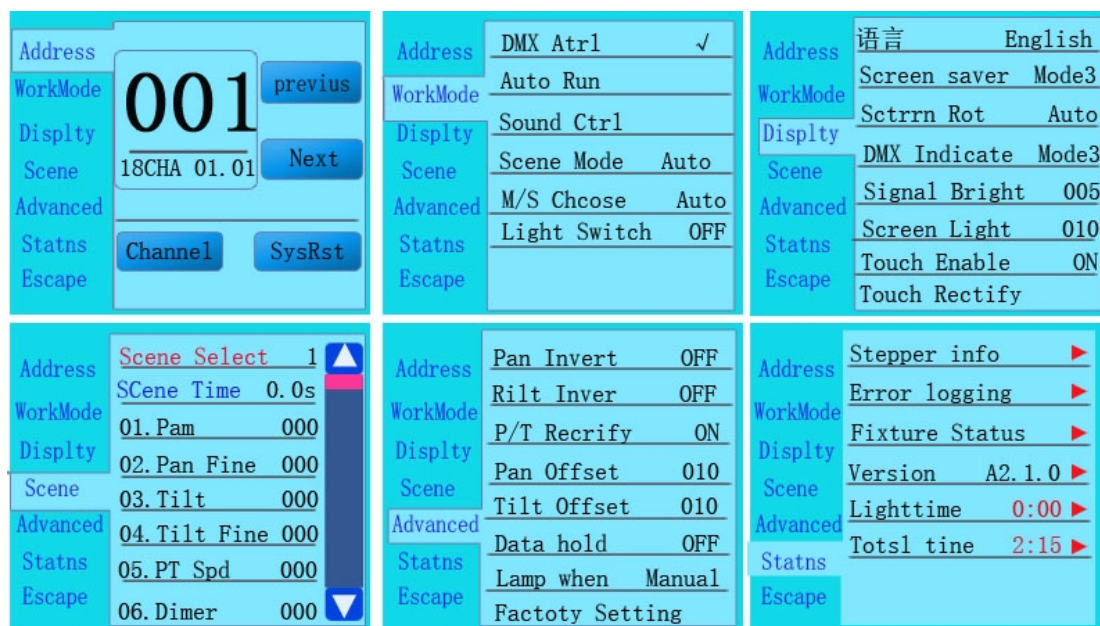 Address
WorkMode
Displty
Scene
Advanced
Statns
Escape
001
18CHA 01.01
previus
Next
Channel
SysRst
Address
WorkMode
Displty
Scene
Advanced
Statns
Escape
DMX Atrl √
Auto Run
Sound Ctrl
Scene Mode Auto
M/S Chcose Auto
Light Switch OFF
Address
WorkMode
Displty
Scene
Advanced
Statns
Escape
语言 English
Screen saver Mode3
Sctrrn Rot Auto
DMX Indicate Mode3
Signal Bright 005
Screen Light 010
Touch Enable ON
Touch Rectify
Address
WorkMode
Displty
Scene
Advanced
Statns
Escape
Scene Select 1
SCene Time 0.0s
01.Pam 000
02.Pan Fine 000
03.Tilt 000
04.Tilt Fine 000
05.PT Spd 000
06.Dimer 000
Address
WorkMode
Displty
Scene
Advanced
Statns
Escape
Pan Invert OFF
Rilt Inver OFF
P/T Recrify ON
Pan Offset 010
Tilt Offset 010
Data hold OFF
Lamp when Manual
Factoty Setting
Address
WorkMode
Displty
Scene
Advanced
Statns
Escape
Stepper info
Error logging
Fixture Status
Version A2.1.0
Lighttime 0:00
Totsl tine 2:15